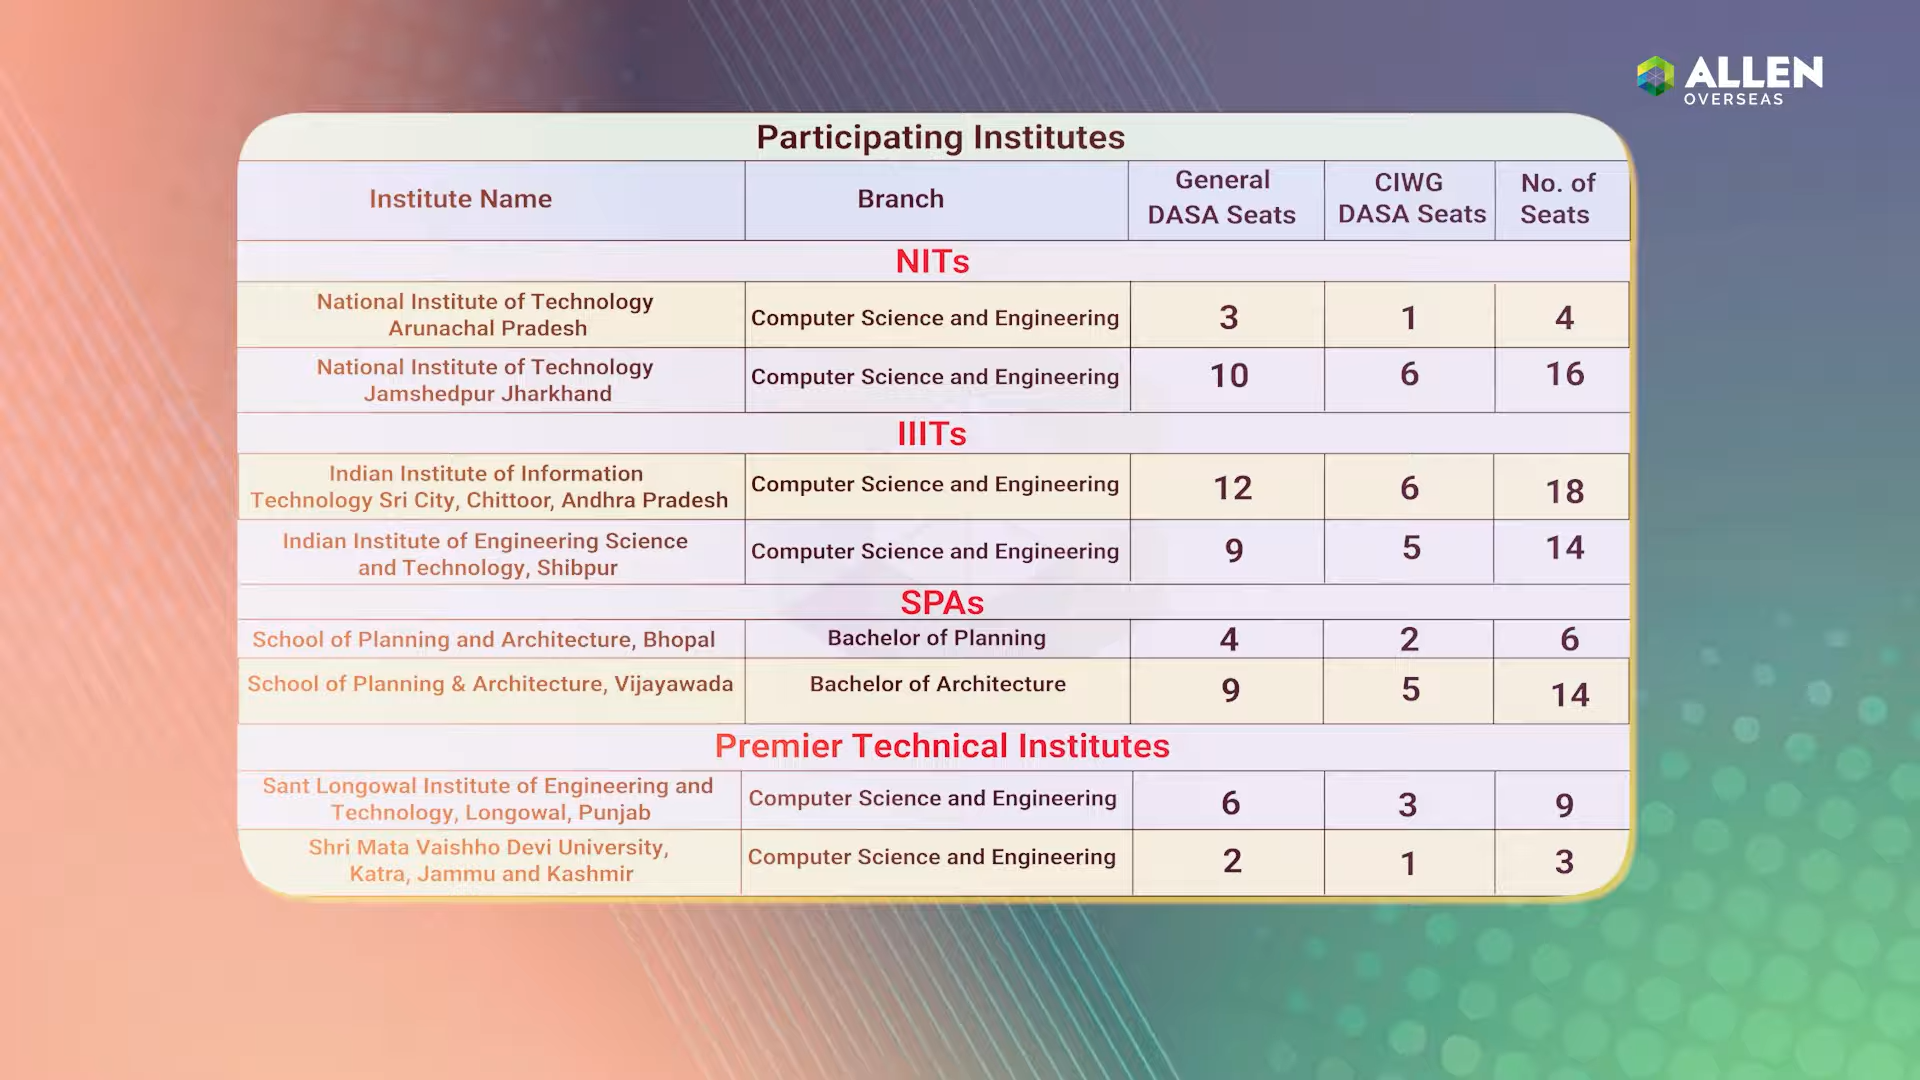 ALLEN
OVERSEAS
Participating Institutes
Institute Name
Branch
General
DASA Seats
CIWG
DASA Seats
No. of
Seats
NITs
National Institute of Technology
Arunachal Pradesh
Computer Science and Engineering
3
1
4
National Institute of Technology
Jamshedpur Jharkhand
Computer Science and Engineering
10
6
16
IIITs
Indian Institute of Information
Technology Sri City, Chittoor, Andhra Pradesh
Computer Science and Engineering
12
6
18
Indian Institute of Engineering Science
and Technology, Shibpur
Computer Science and Engineering
9
5
14
SPAs
School of Planning and Architecture, Bhopal
Bachelor of Planning
4
2
6
School of Planning & Architecture, Vijayawada
Bachelor of Architecture
9
5
14
Premier Technical Institutes
Sant Longowal Institute of Engineering and
Technology, Longowal, Punjab
Computer Science and Engineering
6
3
9
Shri Mata Vaishho Devi University,
Katra, Jammu and Kashmir
Computer Science and Engineering
2
1
3